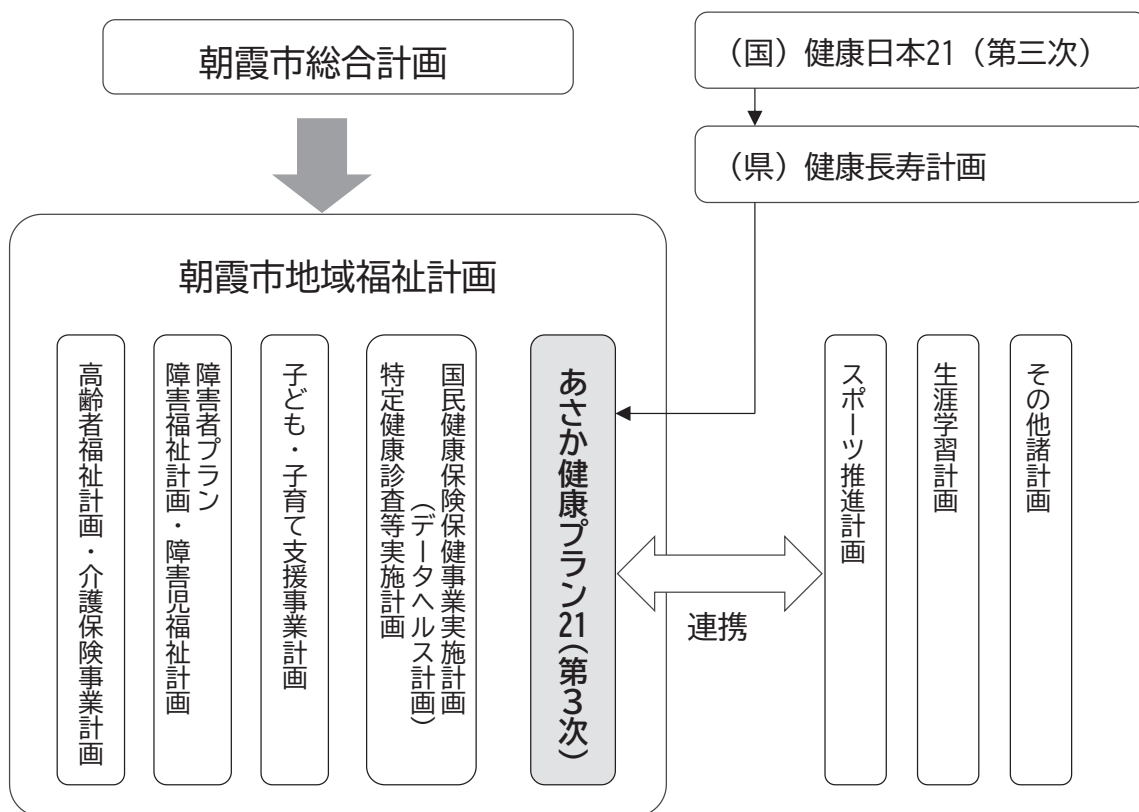 朝霞市総合計画
（国）健康日本21（第三次）
（県）健康長寿計画
朝霞市地域福祉計画
高齢者福祉計画・介護保険事業計画
障害者プラン
障害福祉計画・障害児福祉計画
子ども・子育て支援事業計画
国民健康保険保健事業実施計画
（データヘルス計画）
特定健康診査等実施計画
あさか健康プラン21（第３次）
連携
スポーツ推進計画
生涯学習計画
その他諸計画